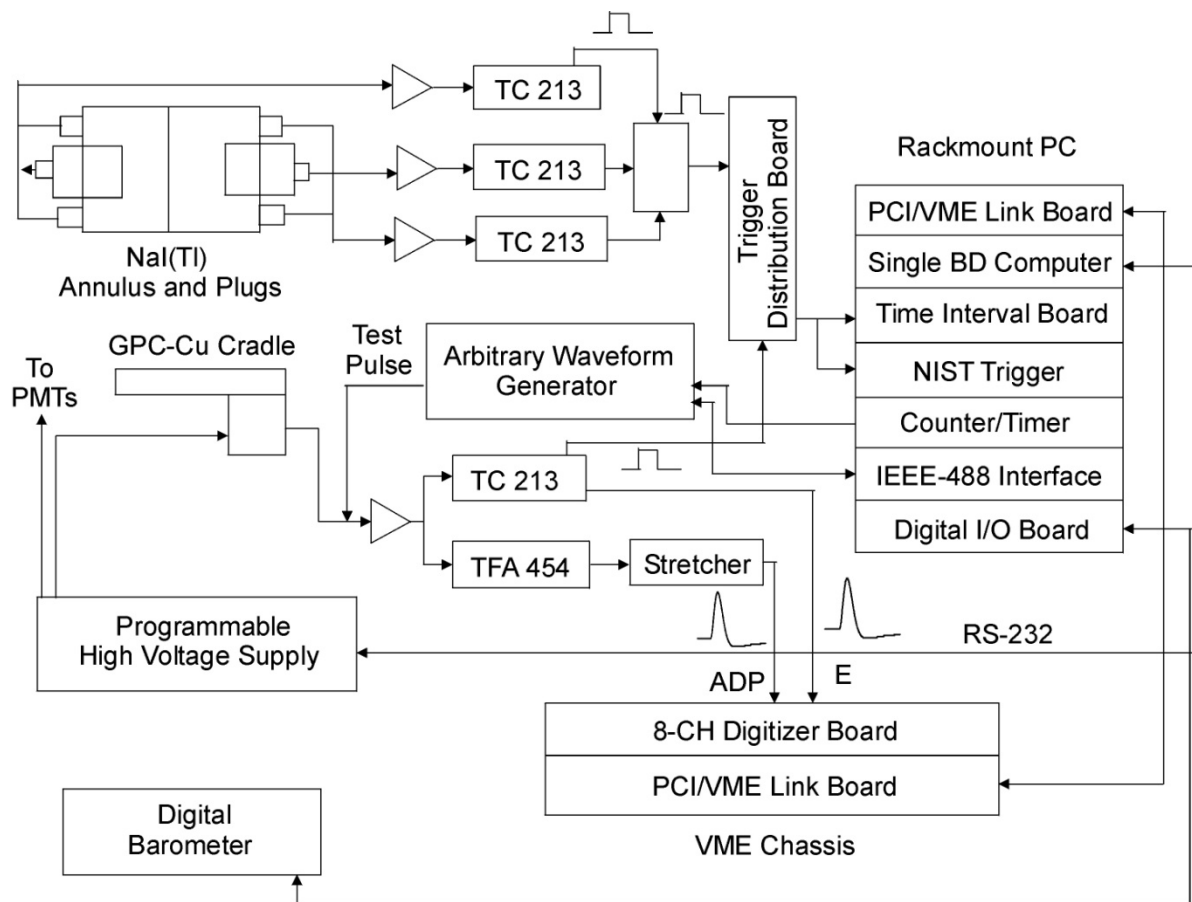 TC 213
TC 213
TC 213
NaI(Tl)
Annulus and Plugs
Trigger
Distribution Board
Rackmount PC
PCI/VME Link Board
Single BD Computer
Time Interval Board
NIST Trigger
Counter/Timer
IEEE-488 Interface
Digital I/O Board
GPC-Cu Cradle
To
PMTs
Test
Pulse
Arbitrary Waveform
Generator
TC 213
TFA 454
Stretcher
Programmable
High Voltage Supply
RS-232
ADP
E
8-CH Digitizer Board
PCI/VME Link Board
VME Chassis
Digital
Barometer